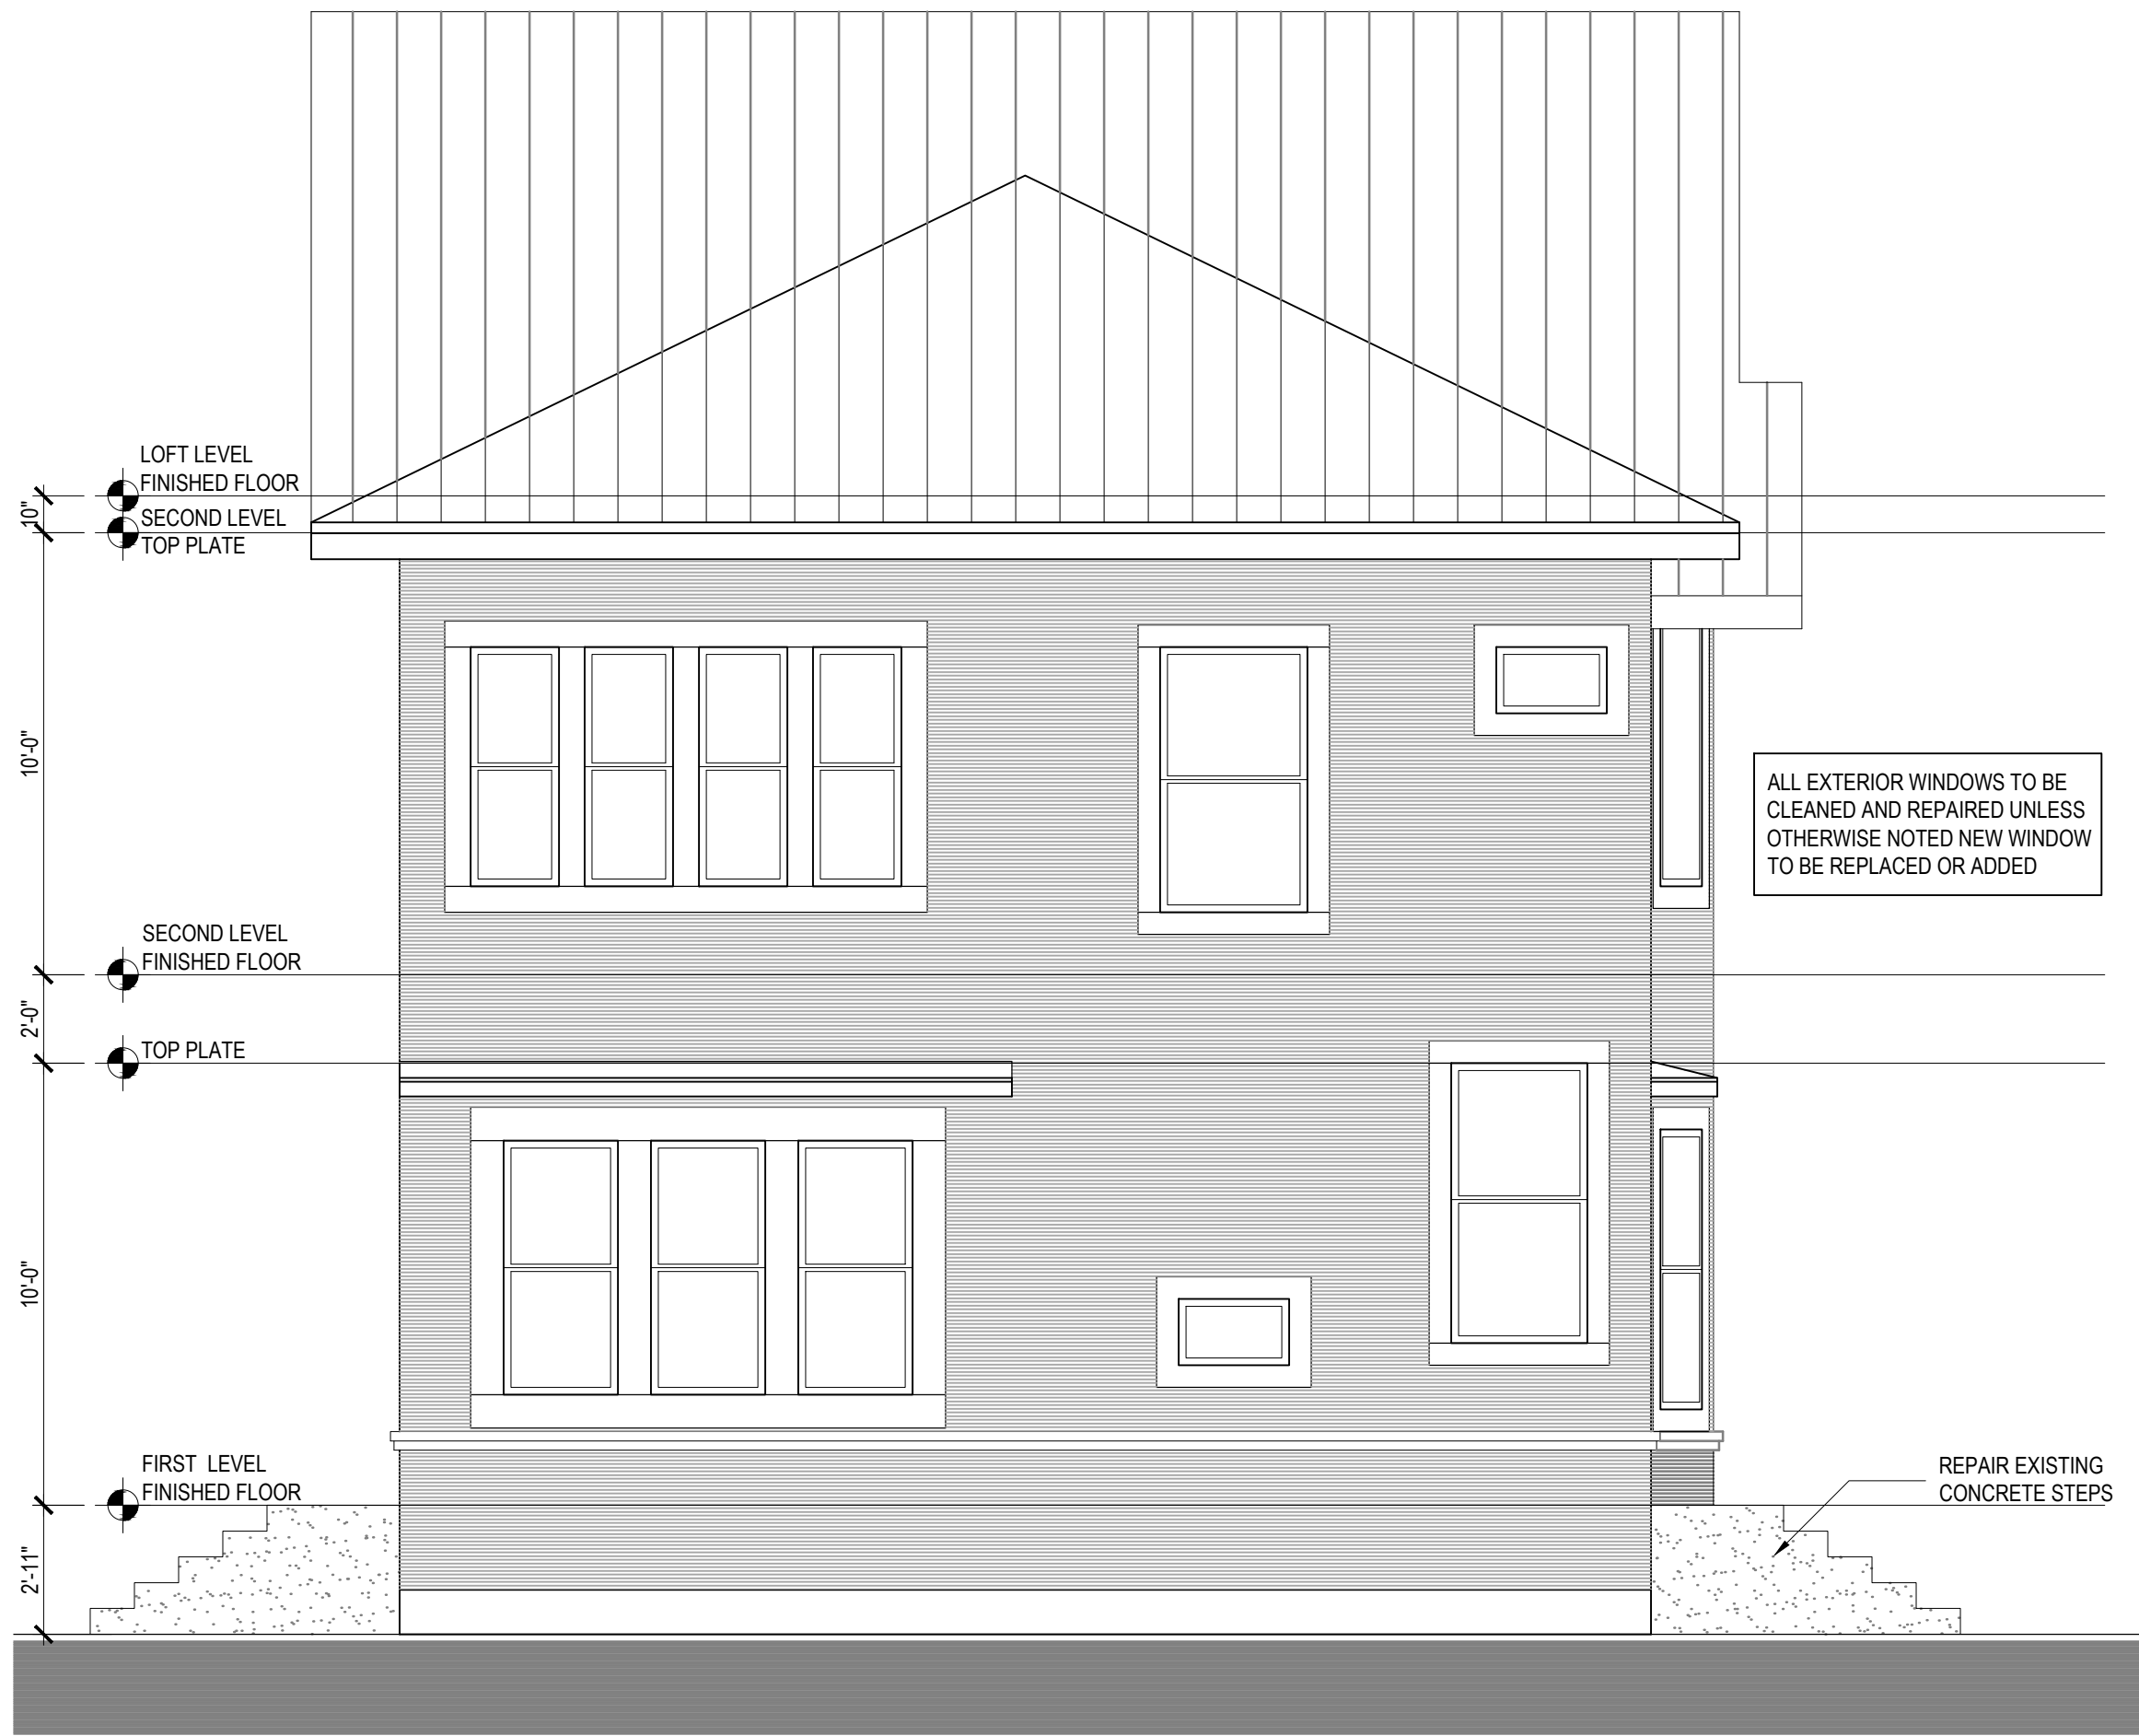 LOFT LEVEL
FINISHED FLOOR
10"
SECOND LEVEL
TOP PLATE
10'-0"
ALL EXTERIOR WINDOWS TO BE
CLEANED AND REPAIRED UNLESS
OTHERWISE NOTED NEW WINDOW
TO BE REPLACED OR ADDED
SECOND LEVEL
FINISHED FLOOR
2'-0"
TOP PLATE
10'-0"
FIRST LEVEL
FINISHED FLOOR
REPAIR EXISTING
CONCRETE STEPS
2'-11"